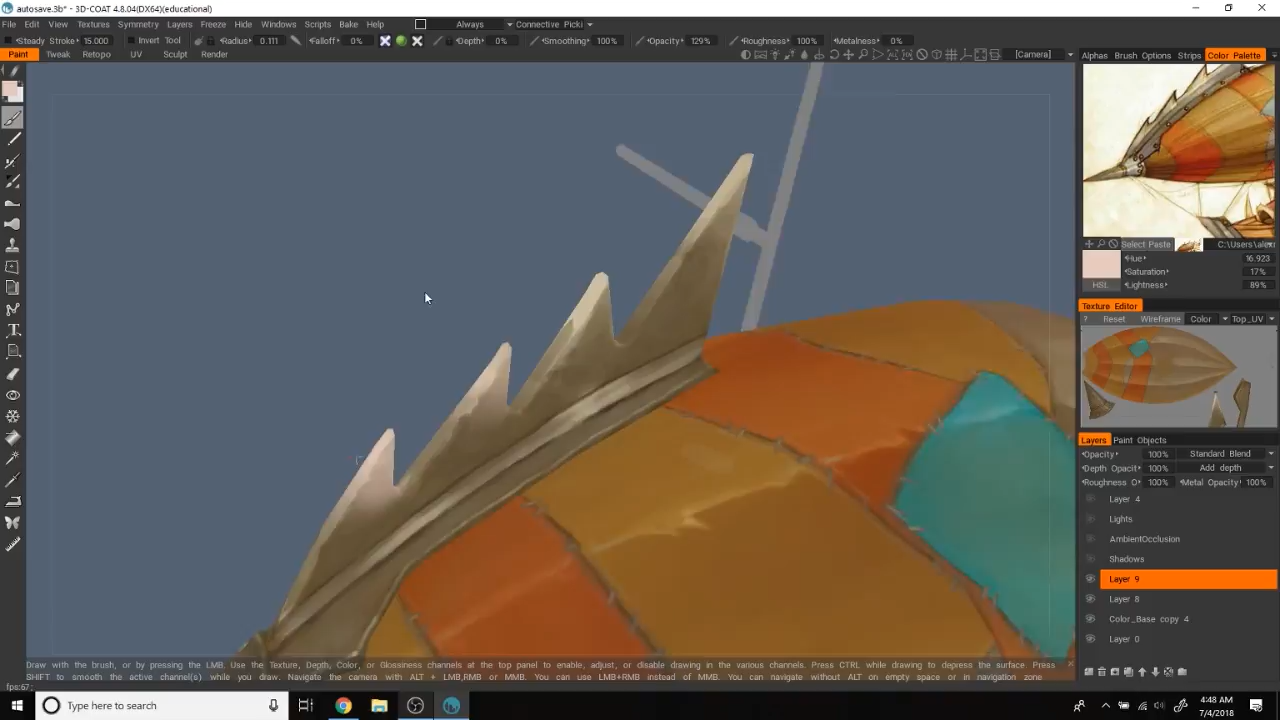 autosave.3b* - 3D-COAT 4.8.04(DX64)(educational)
File Edit View Textures Symmetry Layers Freeze Hide Windows Scripts Bake Help Always Connective Picki
Steady Stroke 15.000 Invert Tool Radius 0.111 Falloff 0% Depth 0% Smoothing 100% Opacity 129% Roughness 100% Metalness 0%
Paint Tweak Retopo UV Sculpt Render [Camera] Alphas Brush Options Strips Color Palette
Select Paste C:\Users\alex
Hue 16.923
Saturation 17%
HSL Lightness 89%
Texture Editor
? Reset Wireframe Color Top_UV
Layers Paint Objects
Opacity 100% Standard Blend
Depth Opacit 100% Add depth
Roughness O 100% Metal Opacity 100%
Layer 4
Lights
AmbientOcclusion
Shadows
Layer 9
Layer 8
Color_Base copy 4
Layer 0
Draw with the brush, or by pressing the LMB. Use the Texture, Depth, Color, or Glossiness channels at the top panel to enable, adjust, or disable drawing in the various channels. Press CTRL while drawing to depress the surface. Press
SHIFT to smooth the active channel(s) while you draw. Navigate the camera with ALT + LMB,RMB or MMB. You can use LMB+RMB instead of MMB. You can navigate without ALT on empty space or in navigation zone
fps:67;
Type here to search
4:48 AM
7/4/2018